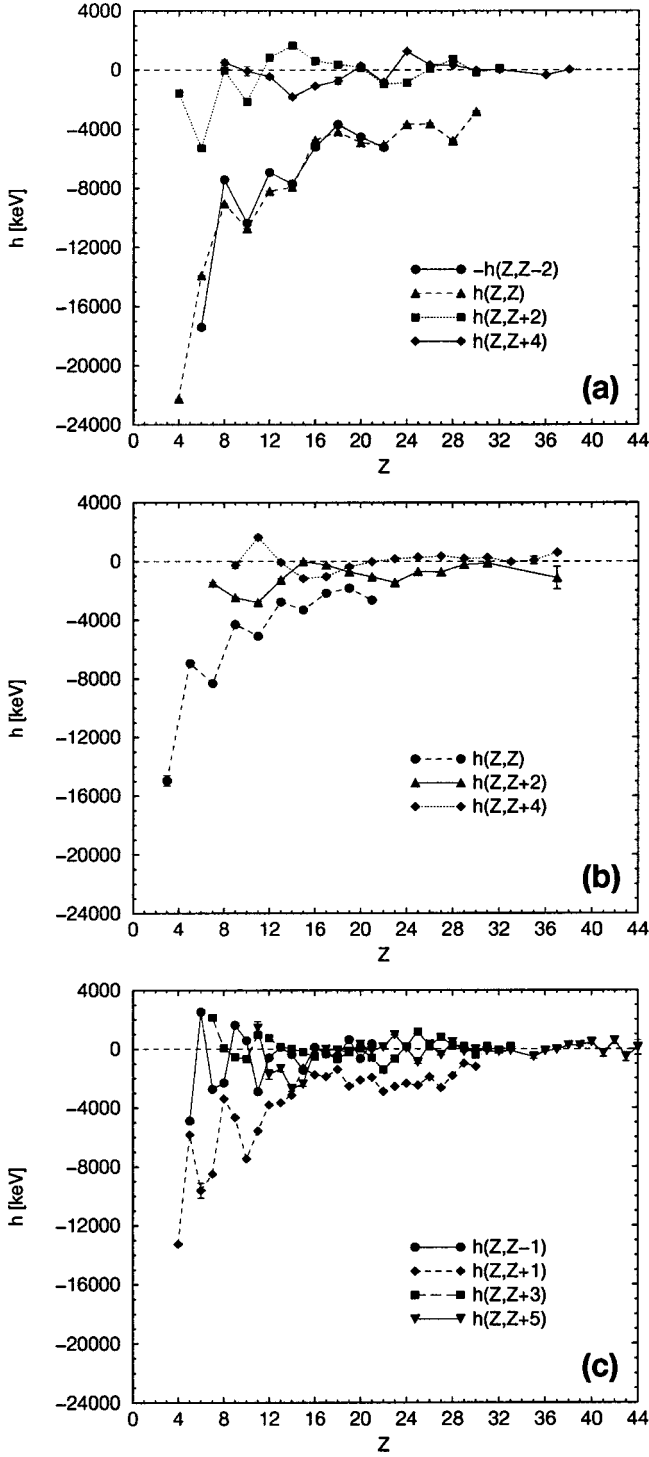 4000
0
−4000
−8000
−12000
−16000
−20000
−24000
h [keV]
−h(Z,Z−2)
h(Z,Z)
h(Z,Z+2)
h(Z,Z+4)
(a)
0 4 8 12 16 20 24 28 32 36 40 44
Z
4000
0
−4000
−8000
−12000
−16000
−20000
−24000
h [keV]
h(Z,Z)
h(Z,Z+2)
h(Z,Z+4)
(b)
0 4 8 12 16 20 24 28 32 36 40 44
Z
4000
0
−4000
−8000
−12000
−16000
−20000
−24000
h [keV]
h(Z,Z−1)
h(Z,Z+1)
h(Z,Z+3)
h(Z,Z+5)
(c)
0 4 8 12 16 20 24 28 32 36 40 44
Z